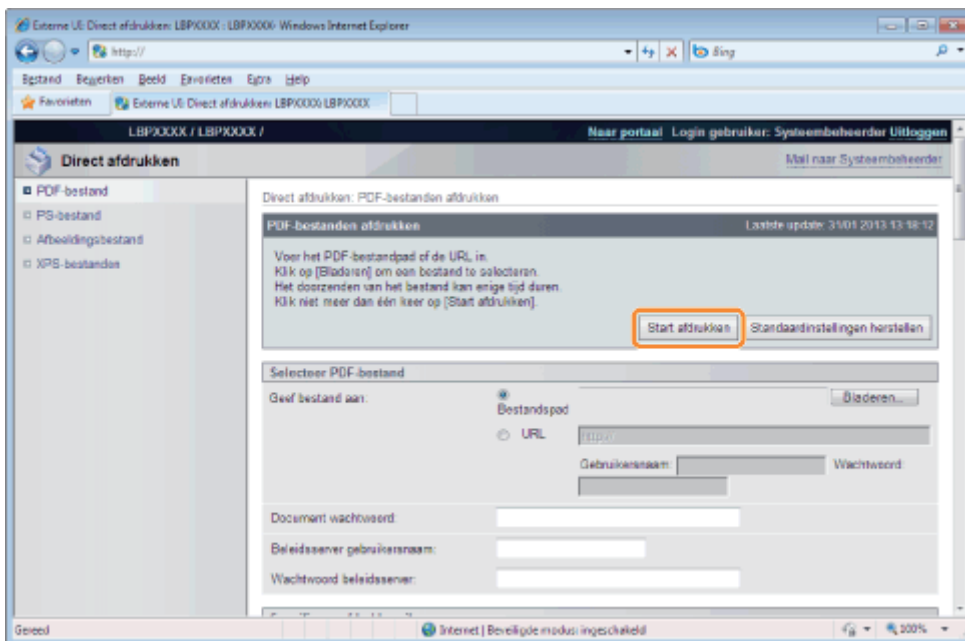 Externe UI: Direct afdrukken: LBPXXXX : LBPXXXX- Windows Internet Explorer
http://
Bing
Bestand Bewerken Beeld Favorieten Extra Help
Favorieten Externe UI: Direct afdrukken: LBPXXXX: LBPXXXX
LBPXXXX / LBPXXXX /
Naar portaal Login gebruiker: Systeembeheerder Uitloggen
Direct afdrukken
Mail naar Systeembeheerder
PDF-bestand
PS-bestand
Afbeeldingsbestand
XPS-bestanden
Direct afdrukken: PDF-bestanden afdrukken
PDF-bestanden afdrukken
Laatste update: 31/01 2013 13:18:12
Voer het PDF-bestandpad of de URL in.
Klik op [Bladeren] om een bestand te selecteren.
Het doorzenden van het bestand kan enige tijd duren.
Klik niet meer dan één keer op [Start afdrukken].
Start afdrukken
Standaardinstellingen herstellen
Selecteer PDF-bestand
Geef bestand aan:
Bestandspad
Bladeren...
URL
http://
Gebruikersnaam:
Wachtwoord:
Document wachtwoord:
Beleidsserver gebruikersnaam:
Wachtwoord beleidsserver:
Gereed
Internet | Beveiligde modus: ingeschakeld
100%